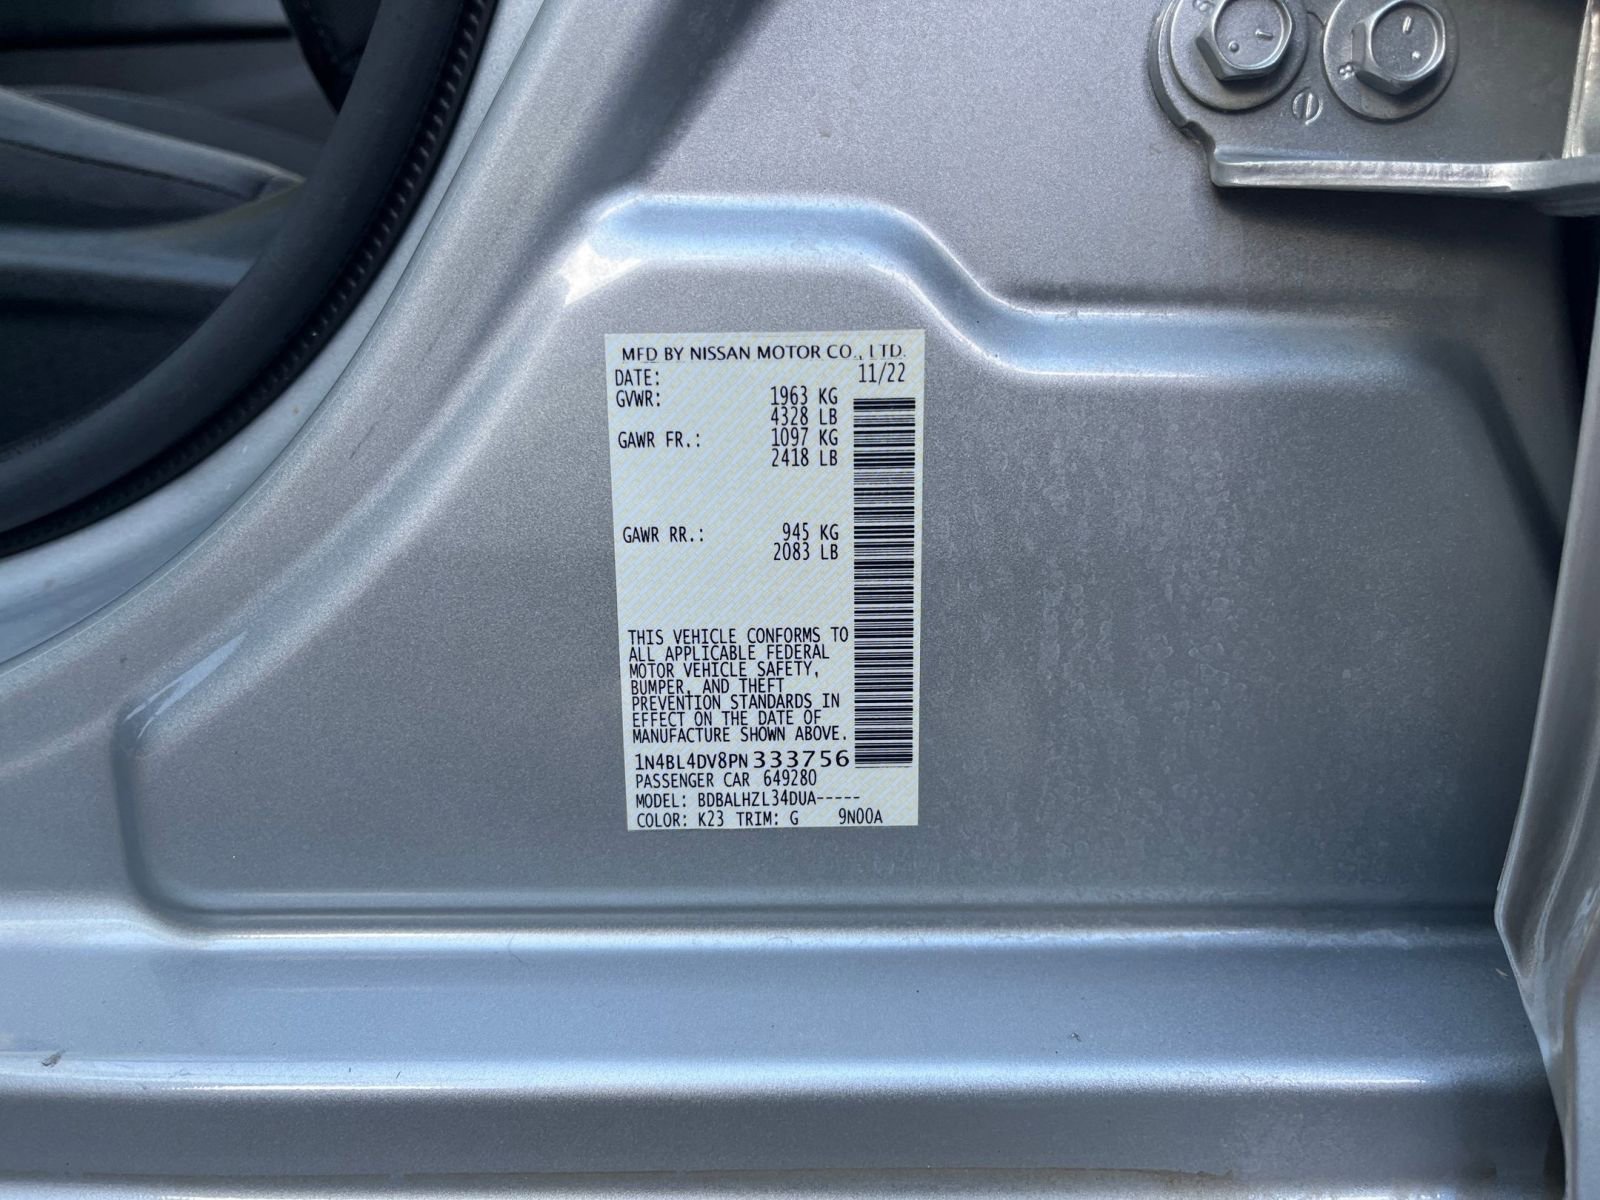 MFD BY NISSAN MOTOR CO., LTD.
DATE: 11/22
GVWR: 1963 KG
4328 LB
GAWR FR.: 1097 KG
2418 LB
GAWR RR.: 945 KG
2083 LB
THIS VEHICLE CONFORMS TO
ALL APPLICABLE FEDERAL
MOTOR VEHICLE SAFETY,
BUMPER, AND THEFT
PREVENTION STANDARDS IN
EFFECT ON THE DATE OF
MANUFACTURE SHOWN ABOVE.
1N4BL4DV8PN333756
PASSENGER CAR 649280
MODEL: BDBALHZL34DUA-----
COLOR: K23 TRIM: G 9N00A